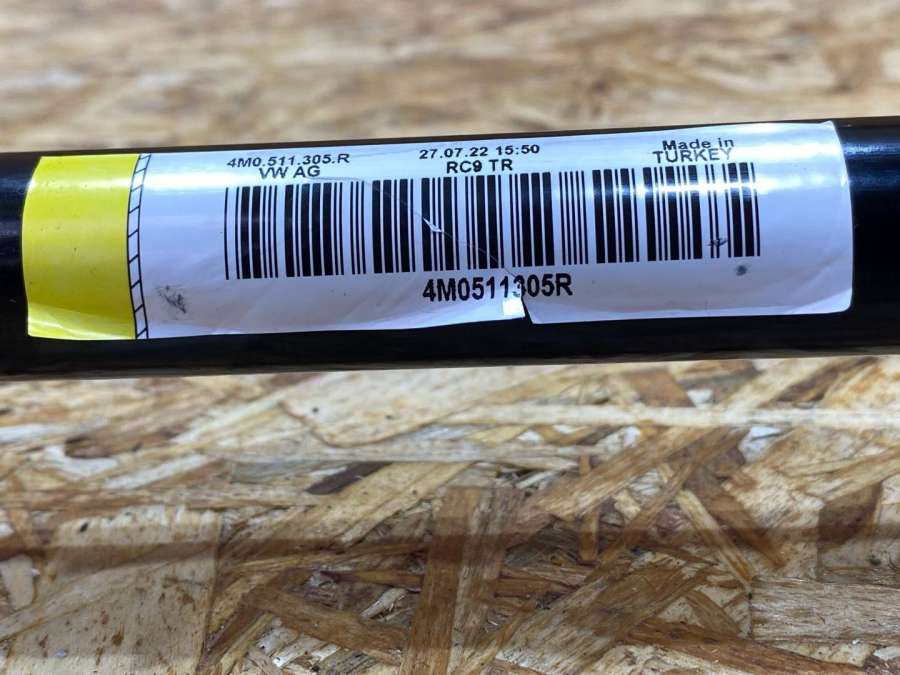 4M0.511.305.R
VW AG
27.07.22 15:50
RC9 TR
Made in
TURKEY
4M0511305R